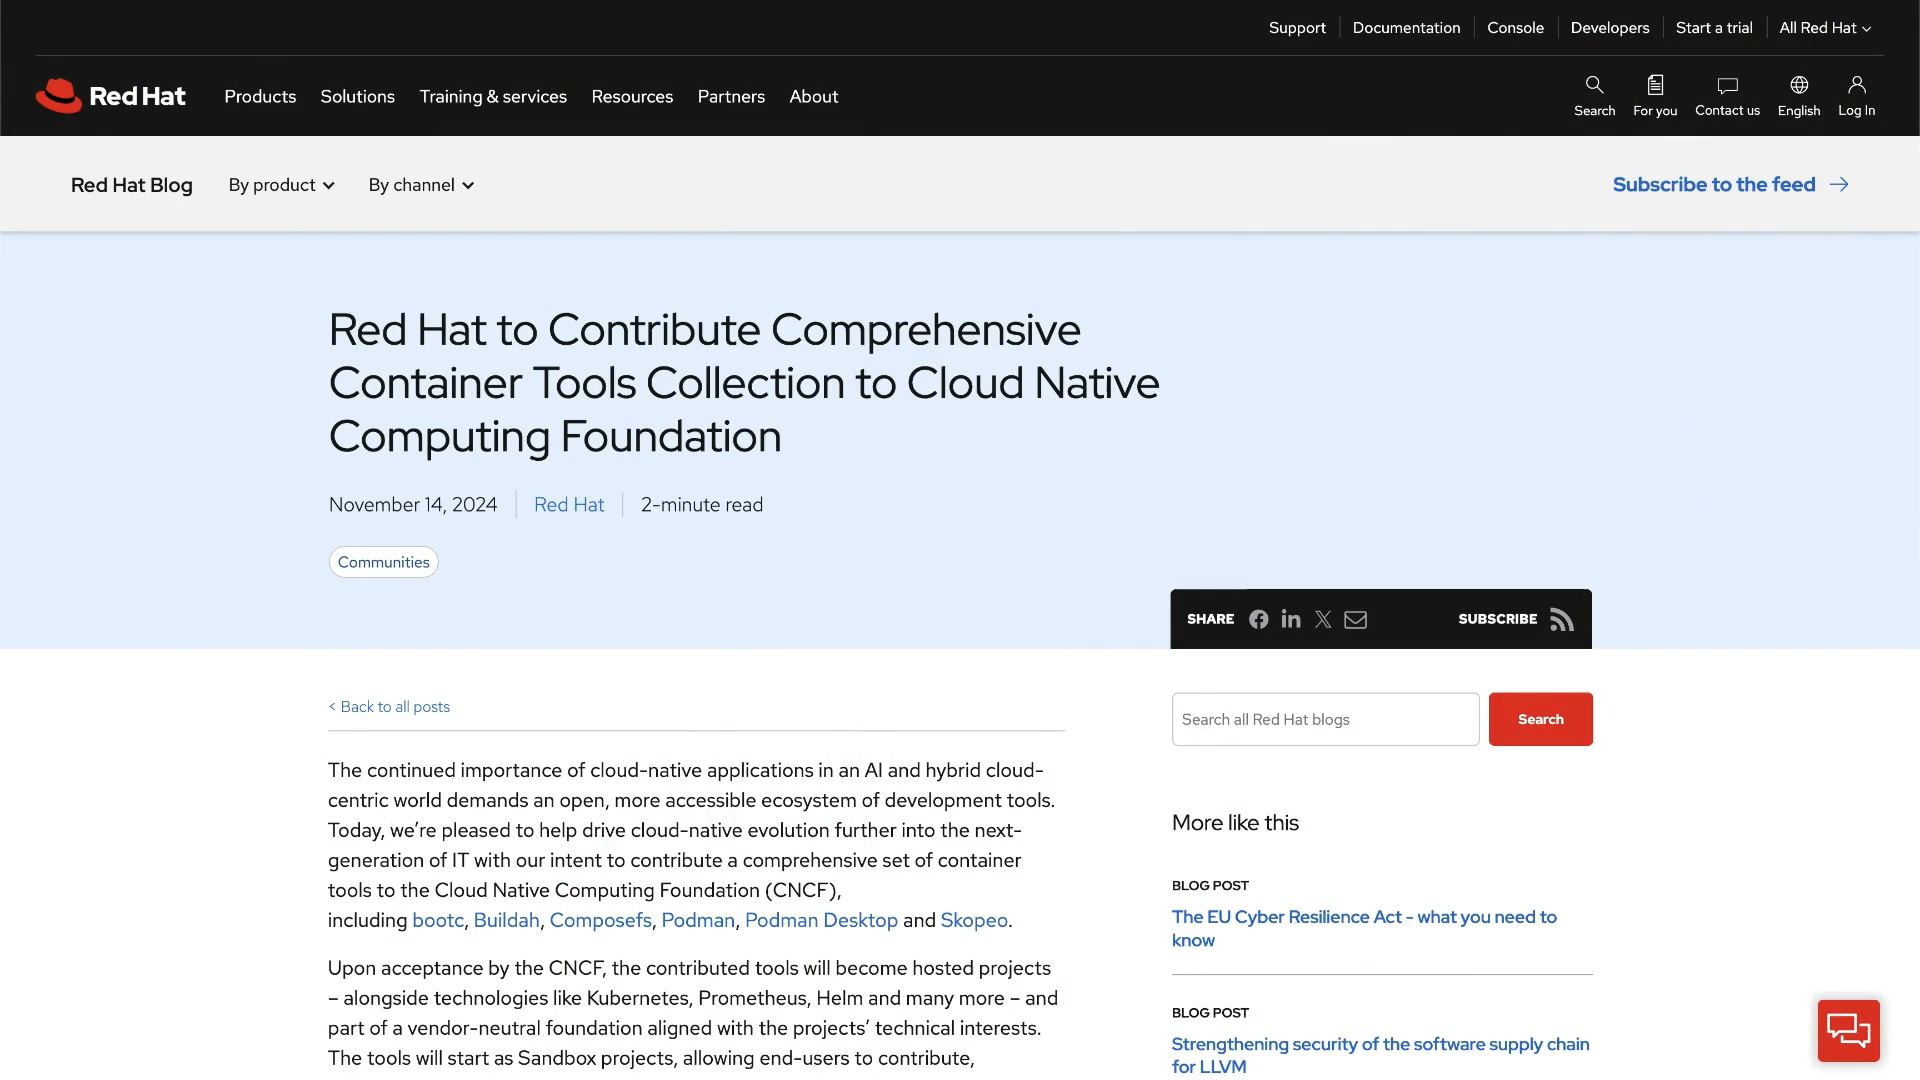 Support
Documentation
Console
Developers
Start a trial
All Red Hat
Red Hat
Products
Solutions
Training & services
Resources
Partners
About
Search
For you
Contact us
English
Log In
Red Hat Blog
By product
By channel
Subscribe to the feed
Red Hat to Contribute Comprehensive
Container Tools Collection to Cloud Native
Computing Foundation
November 14, 2024
Red Hat
2-minute read
Communities
SHARE
SUBSCRIBE
< Back to all posts
The continued importance of cloud-native applications in an AI and hybrid cloud-
centric world demands an open, more accessible ecosystem of development tools.
Today, we’re pleased to help drive cloud-native evolution further into the next-
generation of IT with our intent to contribute a comprehensive set of container
tools to the Cloud Native Computing Foundation (CNCF),
including bootc, Buildah, Composefs, Podman, Podman Desktop and Skopeo.
Upon acceptance by the CNCF, the contributed tools will become hosted projects
– alongside technologies like Kubernetes, Prometheus, Helm and many more – and
part of a vendor-neutral foundation aligned with the projects’ technical interests.
The tools will start as Sandbox projects, allowing end-users to contribute,
Search all Red Hat blogs
Search
More like this
BLOG POST
The EU Cyber Resilience Act - what you need to
know
BLOG POST
Strengthening security of the software supply chain
for LLVM